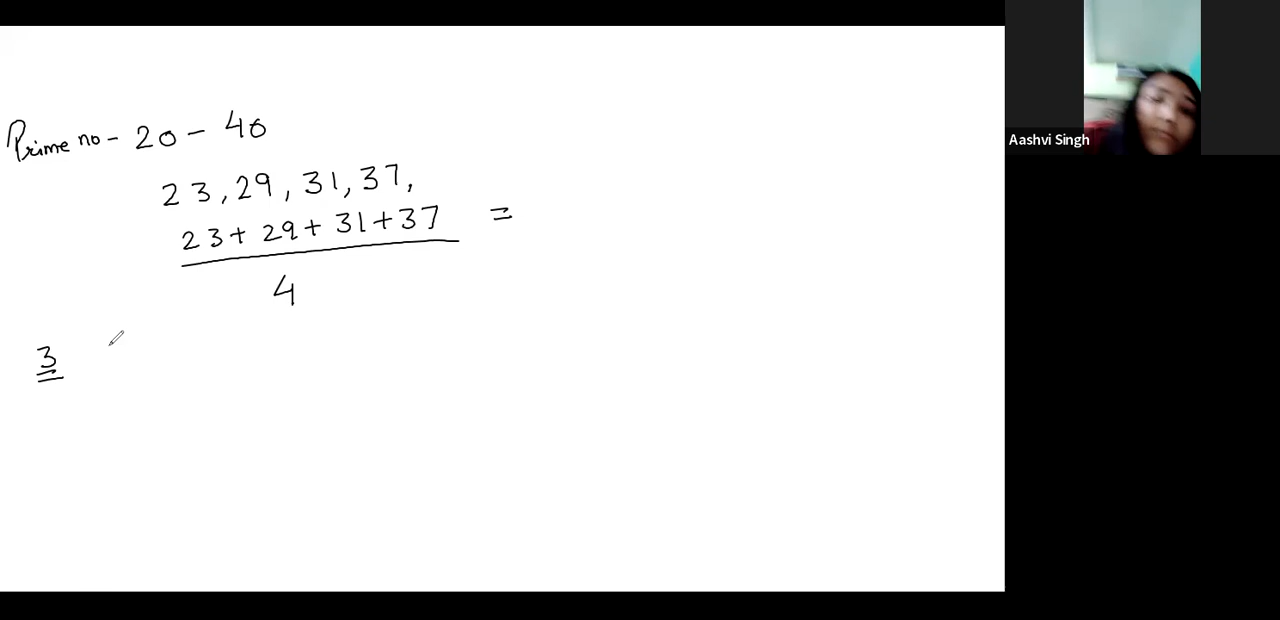 Prime no - 20 - 40
23, 29, 31, 37,
23 + 29 + 31 + 37 =
4
3
Aashvi Singh